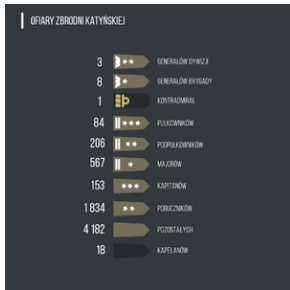 OFIARY ZBRODNI KATYŃSKIEJ
3 GENERAŁÓW DYWIZJI
8 GENERAŁÓW BRYGADY
1 KONTRADMIRAŁ
84 PUŁKOWNIKÓW
206 PODPUŁKOWNIKÓW
567 MAJORÓW
153 KAPITANÓW
1 834 PORUCZNIKÓW
4 182 POZOSTAŁYCH
18 KAPELANÓW